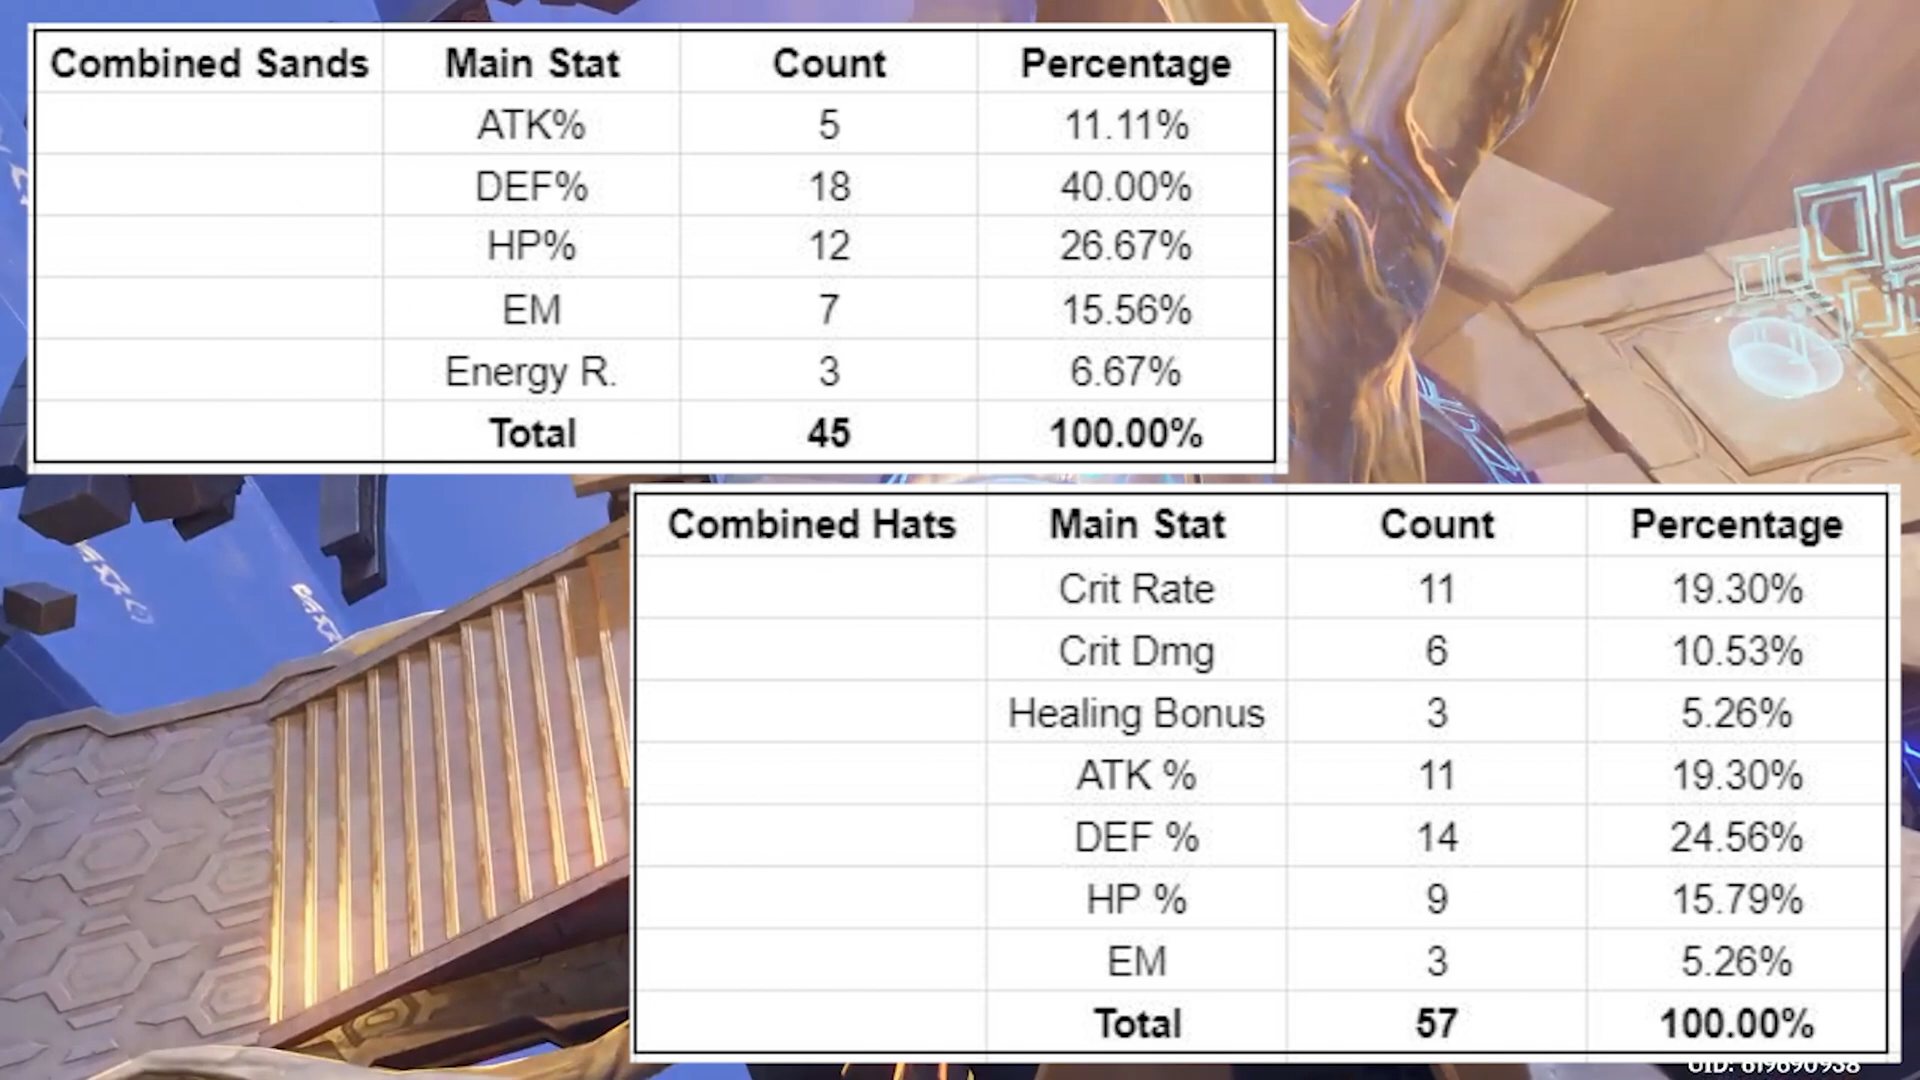 Combined Sands Main Stat Count Percentage
ATK% 5 11.11%
DEF% 18 40.00%
HP% 12 26.67%
EM 7 15.56%
Energy R. 3 6.67%
Total 45 100.00%
Combined Hats Main Stat Count Percentage
Crit Rate 11 19.30%
Crit Dmg 6 10.53%
Healing Bonus 3 5.26%
ATK % 11 19.30%
DEF % 14 24.56%
HP % 9 15.79%
EM 3 5.26%
Total 57 100.00%
UID: 619690938